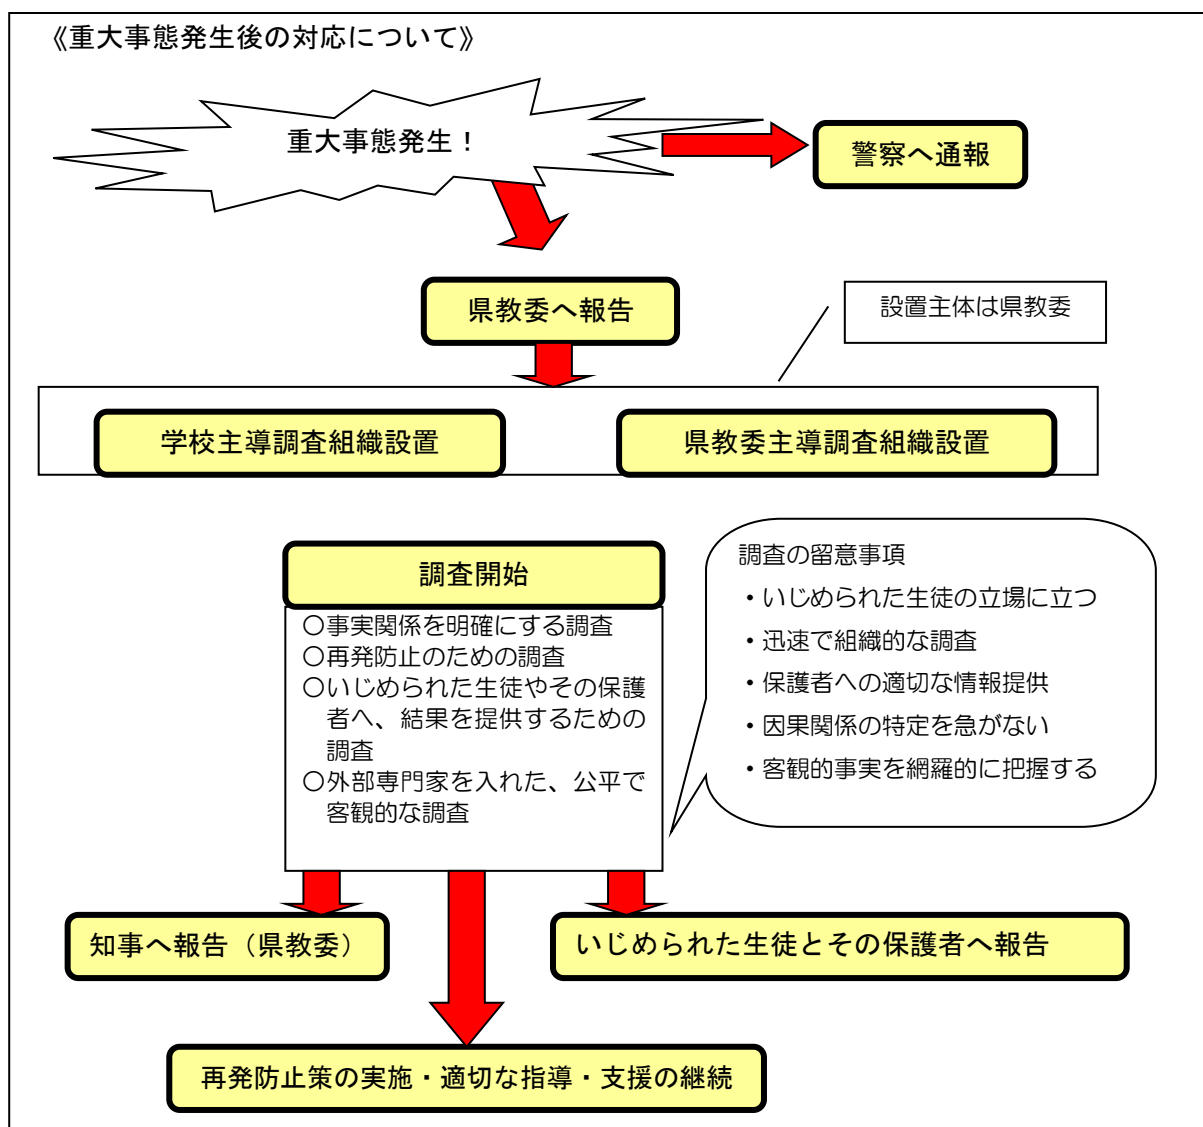 《重大事態発生後の対応について》
重大事態発生！
警察へ通報
県教委へ報告
設置主体は県教委
学校主導調査組織設置
県教委主導調査組織設置
調査開始
〇事実関係を明確にする調査
〇再発防止のための調査
〇いじめられた生徒やその保護
者へ、結果を提供するための
調査
〇外部専門家を入れた、公平で
客観的な調査
調査の留意事項
・いじめられた生徒の立場に立つ
・迅速で組織的な調査
・保護者への適切な情報提供
・因果関係の特定を急がない
・客観的事実を網羅的に把握する
知事へ報告（県教委）
いじめられた生徒とその保護者へ報告
再発防止策の実施・適切な指導・支援の継続